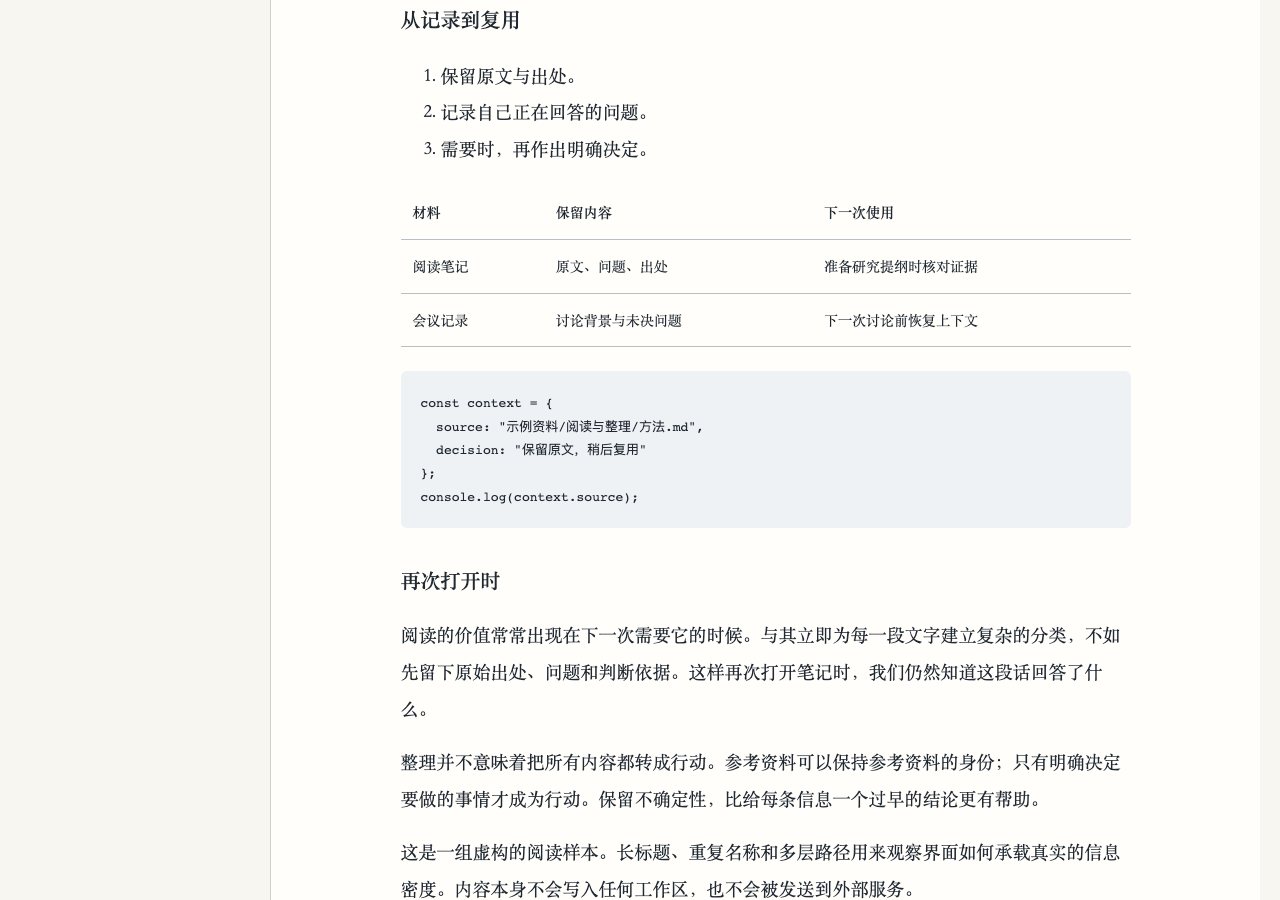 从记录到复用
1. 保留原文与出处。
2. 记录自己正在回答的问题。
3. 需要时，再作出明确决定。
材料 保留内容 下一次使用
阅读笔记 原文、问题、出处 准备研究提纲时核对证据
会议记录 讨论背景与未决问题 下一次讨论前恢复上下文
const context = {
  source: "示例资料/阅读与整理/方法.md",
  decision: "保留原文，稍后复用"
};
console.log(context.source);
再次打开时
阅读的价值常常出现在下一次需要它的时候。与其立即为每一段文字建立复杂的分类，不如
先留下原始出处、问题和判断依据。这样再次打开笔记时，我们仍然知道这段话回答了什
么。
整理并不意味着把所有内容都转成行动。参考资料可以保持参考资料的身份；只有明确决定
要做的事情才成为行动。保留不确定性，比给每条信息一个过早的结论更有帮助。
这是一组虚构的阅读样本。长标题、重复名称和多层路径用来观察界面如何承载真实的信息
密度。内容本身不会写入任何工作区，也不会被发送到外部服务。